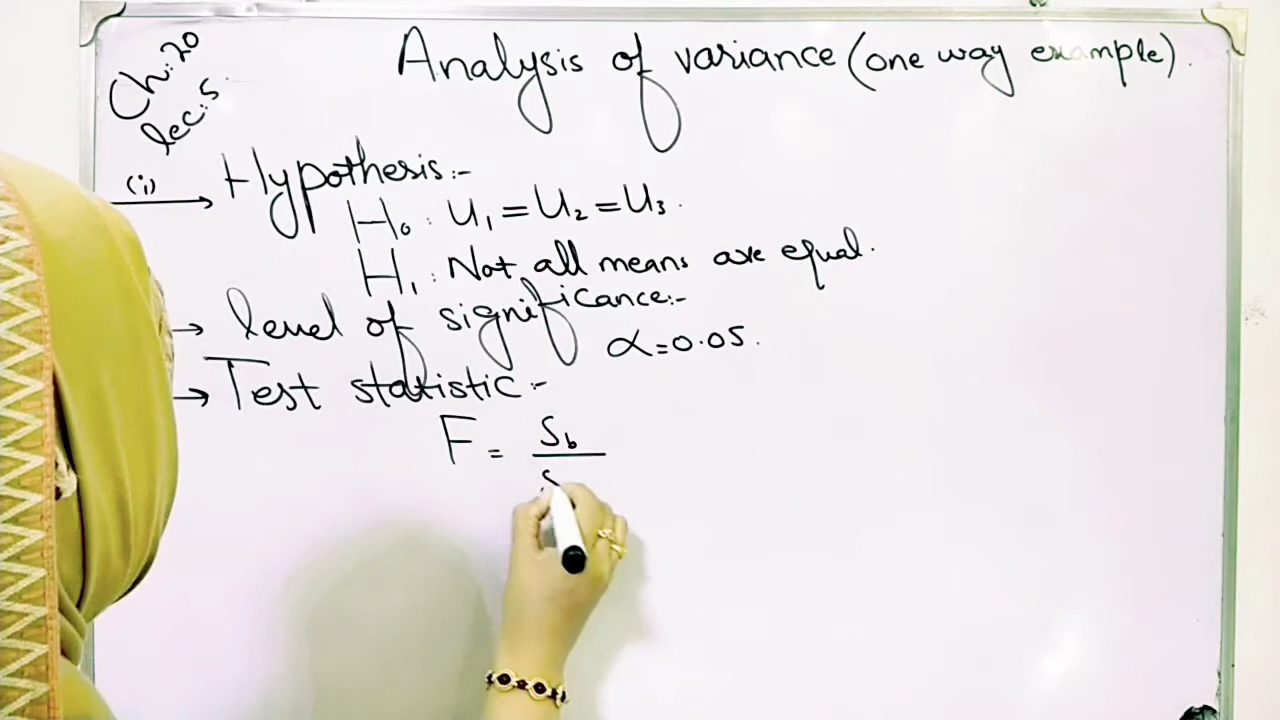 Ch:20
lec:5.
Analysis of variance (one way example).
(i) → Hypothesis:-
H₀: U₁ = U₂ = U₃.
H₁: Not all means are equal.
→ level of significance:-
α=0.05.
→ Test statistic:-
F = S_b / S